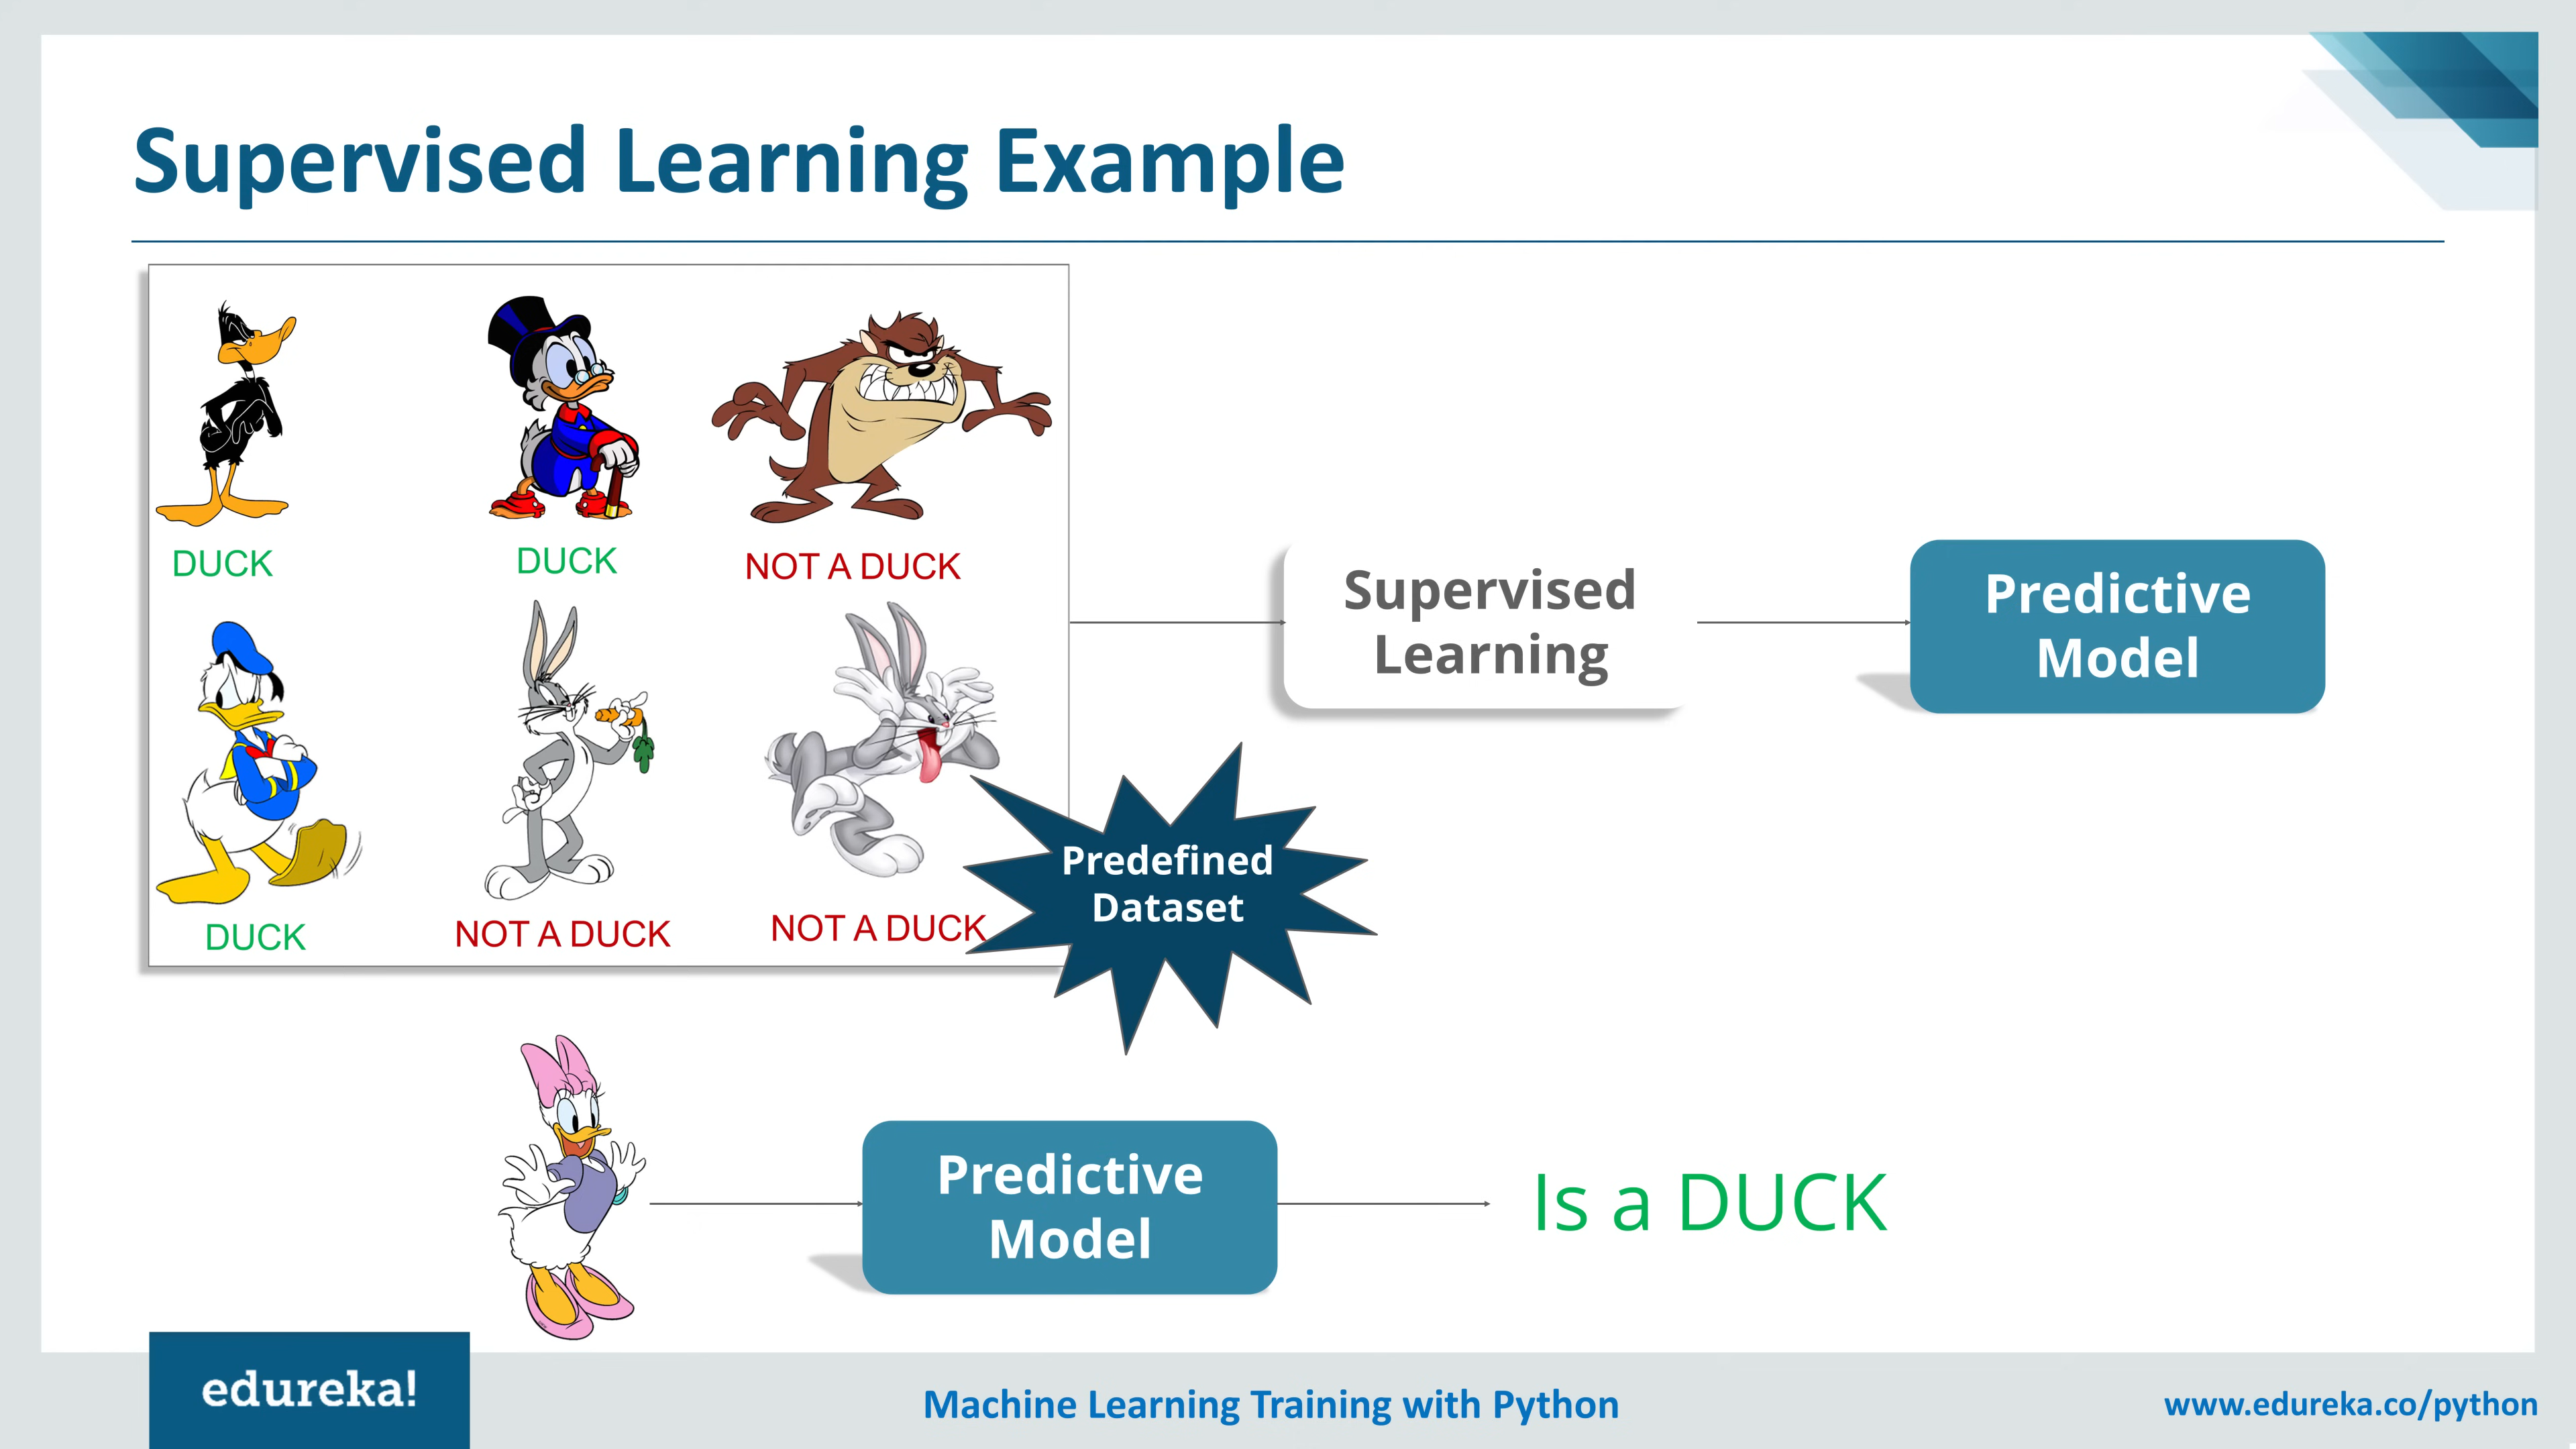 Supervised Learning Example
DUCK
DUCK
NOT A DUCK
DUCK
NOT A DUCK
NOT A DUCK
Predefined
Dataset
Supervised
Learning
Predictive
Model
Predictive
Model
Is a DUCK
edureka!
Machine Learning Training with Python
www.edureka.co/python